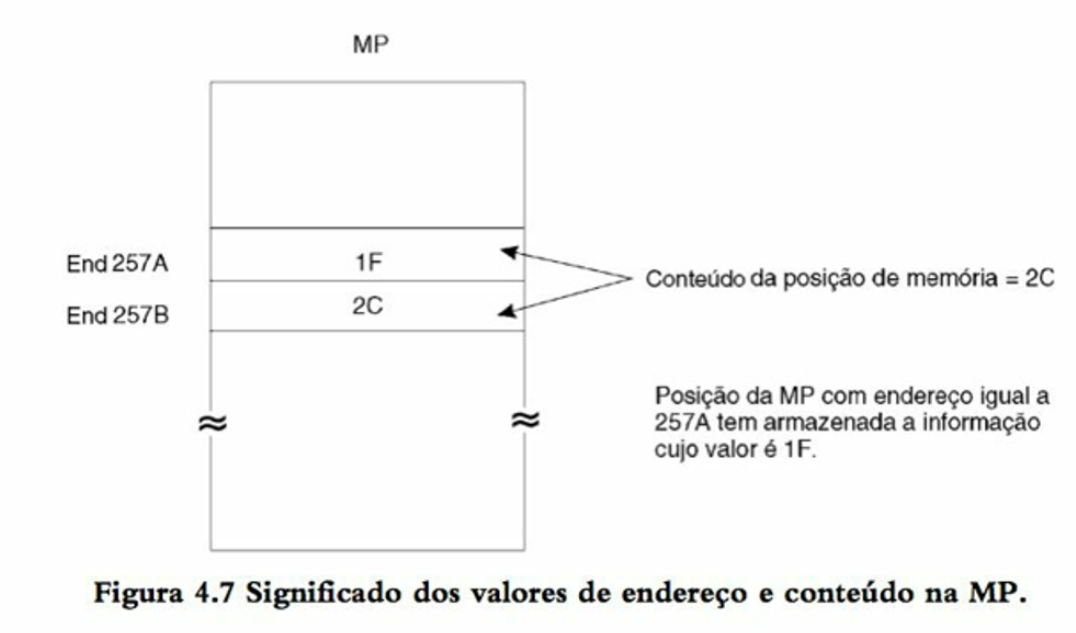 MP
End 257A
1F
End 257B
2C
Conteúdo da posição de memória = 2C
Posição da MP com endereço igual a
257A tem armazenada a informação
cujo valor é 1F.
Figura 4.7 Significado dos valores de endereço e conteúdo na MP.